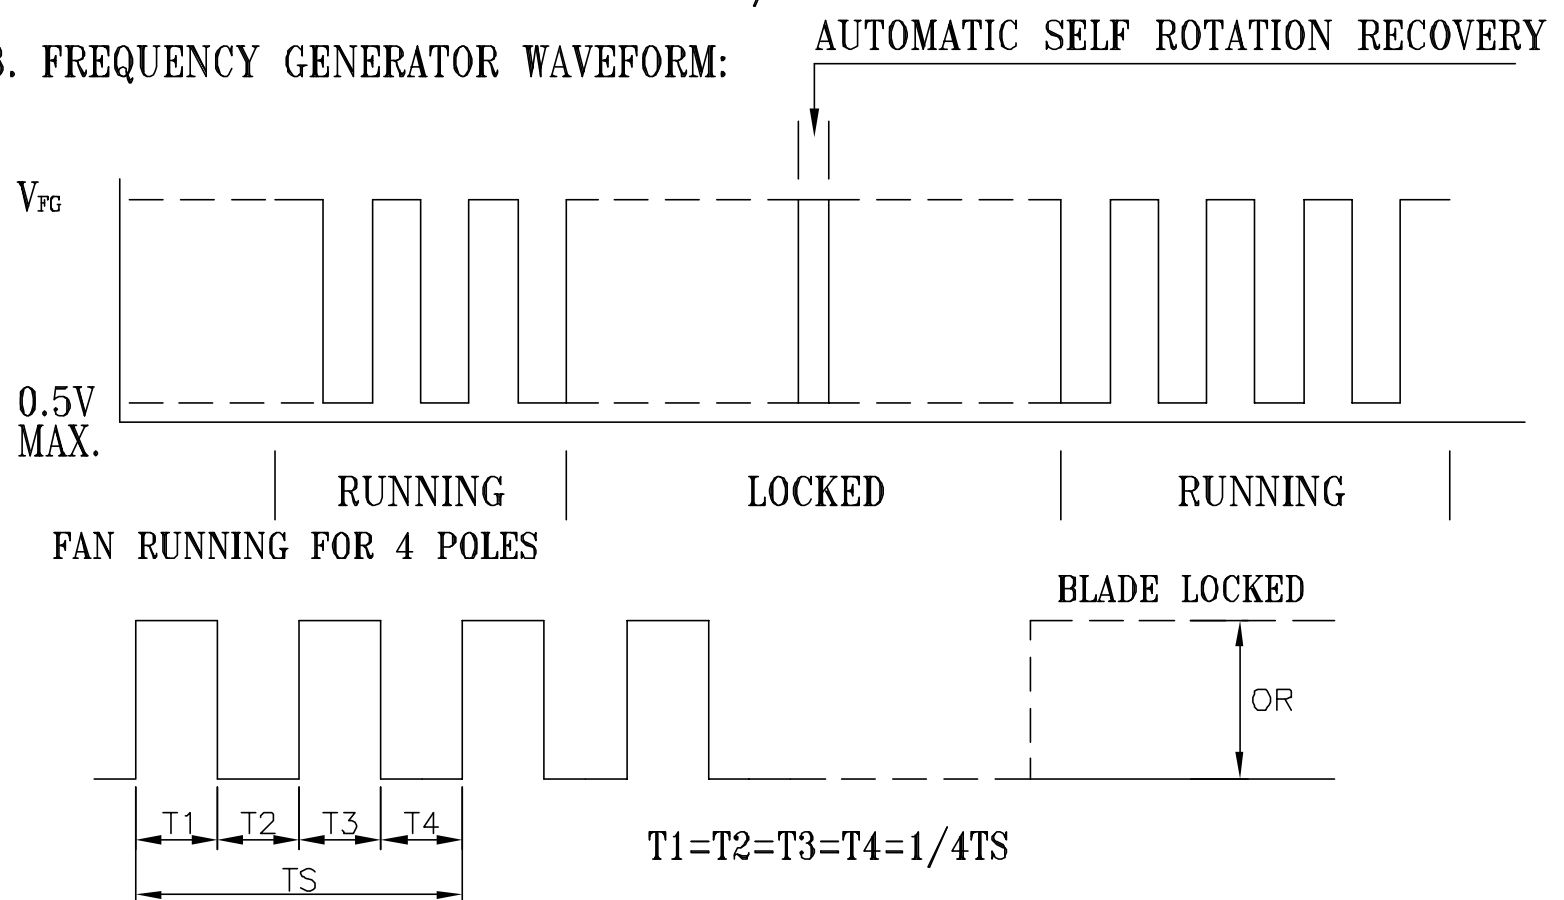 AUTOMATIC SELF ROTATION RECOVERY
. FREQUENCY GENERATOR WAVEFORM:
VFG
0.5V
MAX.
RUNNING
LOCKED
RUNNING
FAN RUNNING FOR 4 POLES
BLADE LOCKED
OR
T1
T2
T3
T4
T1=T2=T3=T4=1/4TS
TS